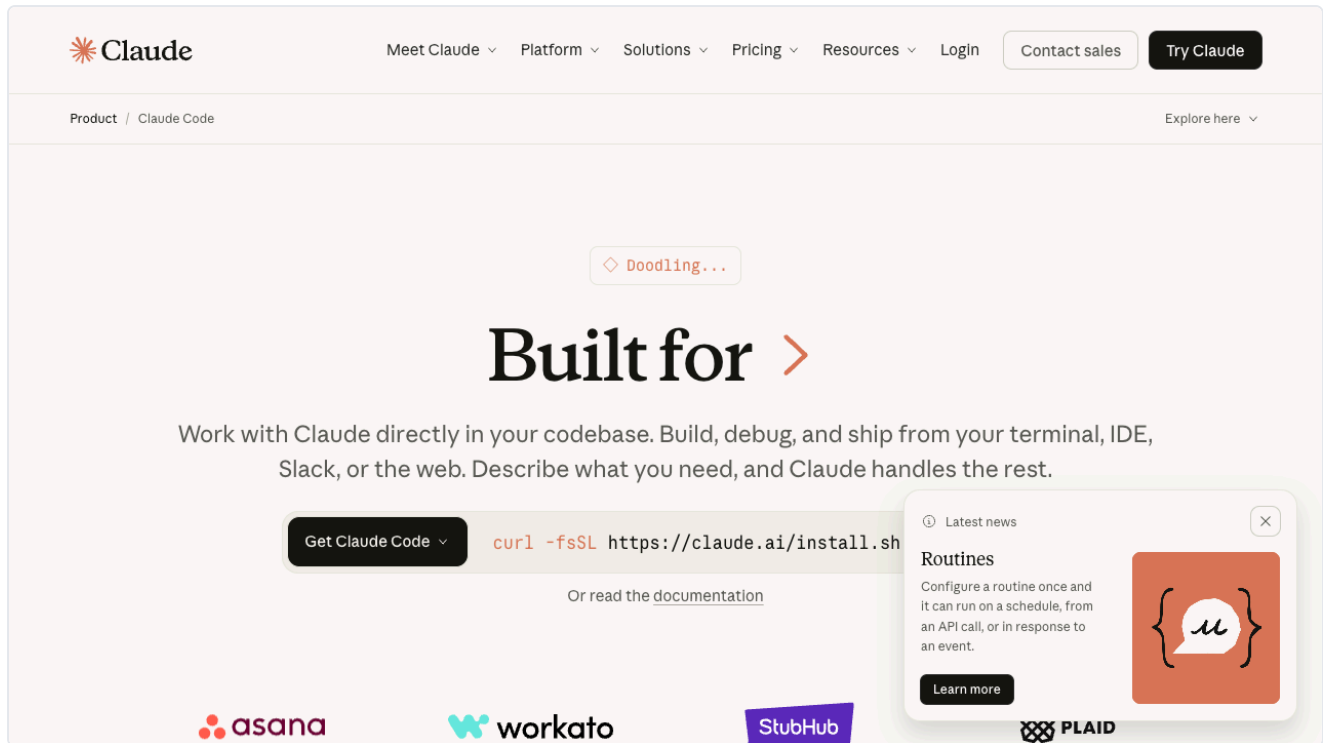 Claude
Meet Claude
Platform
Solutions
Pricing
Resources
Login
Contact sales
Try Claude
Product / Claude Code
Explore here
Doodling...
Built for >
Work with Claude directly in your codebase. Build, debug, and ship from your terminal, IDE,
Slack, or the web. Describe what you need, and Claude handles the rest.
Get Claude Code
curl -fsSL https://claude.ai/install.sh
Or read the documentation
Latest news
Routines
Configure a routine once and
it can run on a schedule, from
an API call, or in response to
an event.
Learn more
asana
workato
StubHub
PLAID